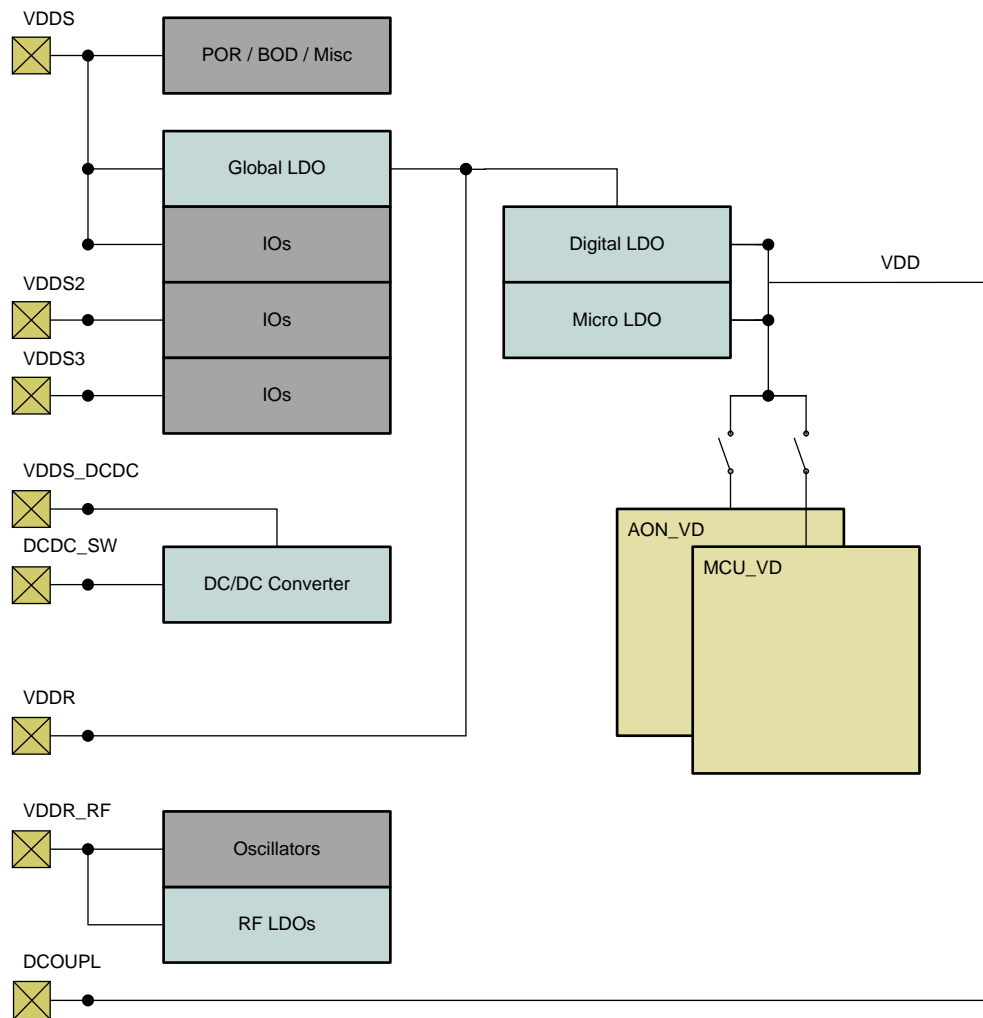 VDDS
POR / BOD / Misc
Global LDO
IOs
Digital LDO
VDD
VDDS2
IOs
Micro LDO
VDDS3
IOs
VDDS_DCDC
AON_VD
DCDC_SW
DC/DC Converter
MCU_VD
VDDR
VDDR_RF
Oscillators
RF LDOs
DCOUPL